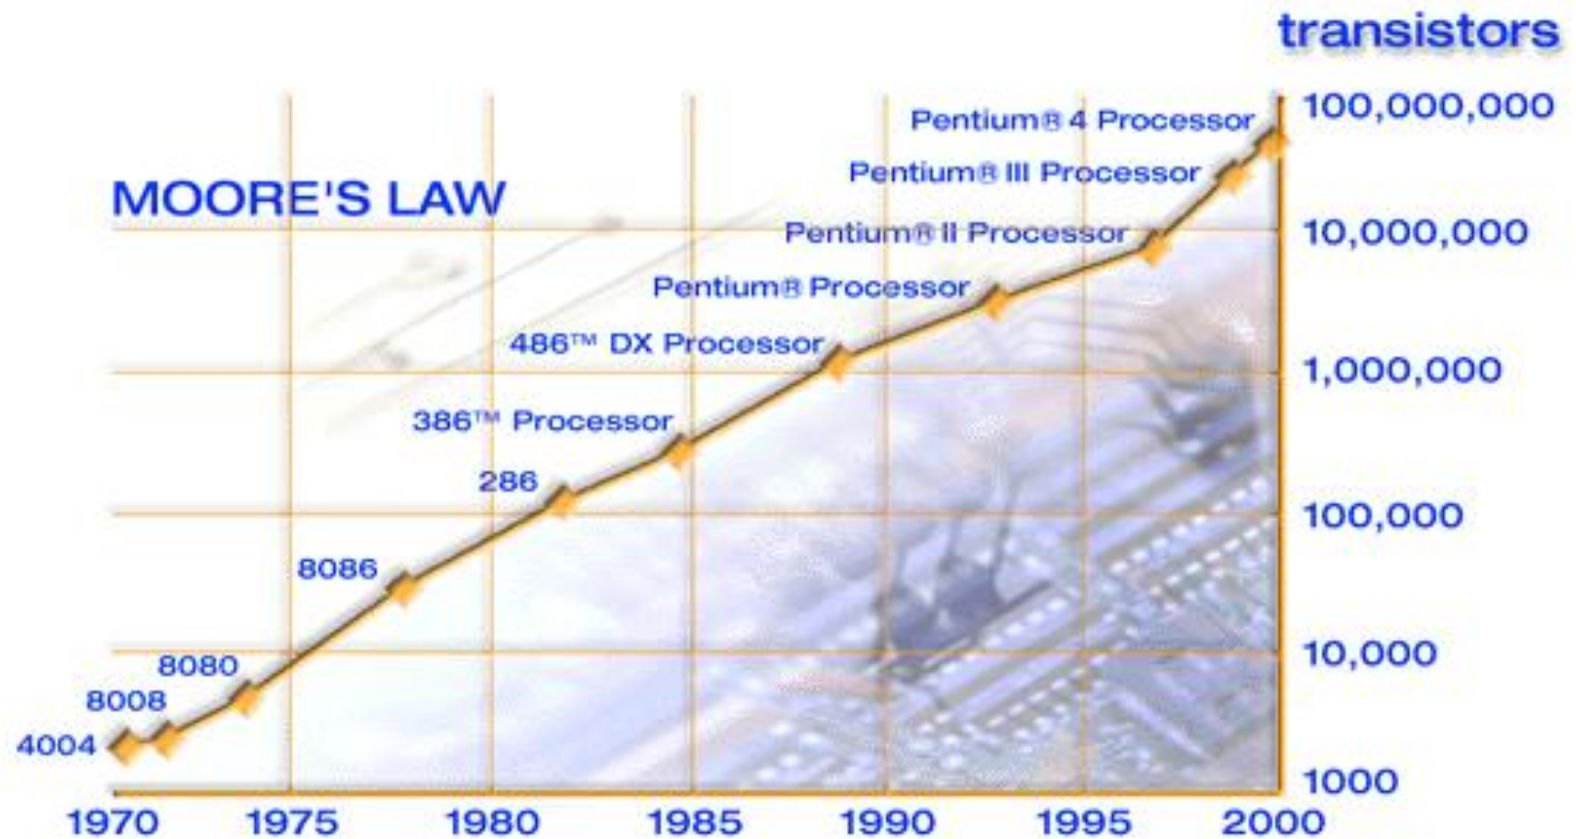 transistors
100,000,000
Pentium® 4 Processor
Pentium® III Processor
MOORE'S LAW
Pentium® II Processor
10,000,000
Pentium® Processor
486™ DX Processor
1,000,000
386™ Processor
286
100,000
8086
10,000
8080
8008
4004
1000
1970 1975 1980 1985 1990 1995 2000